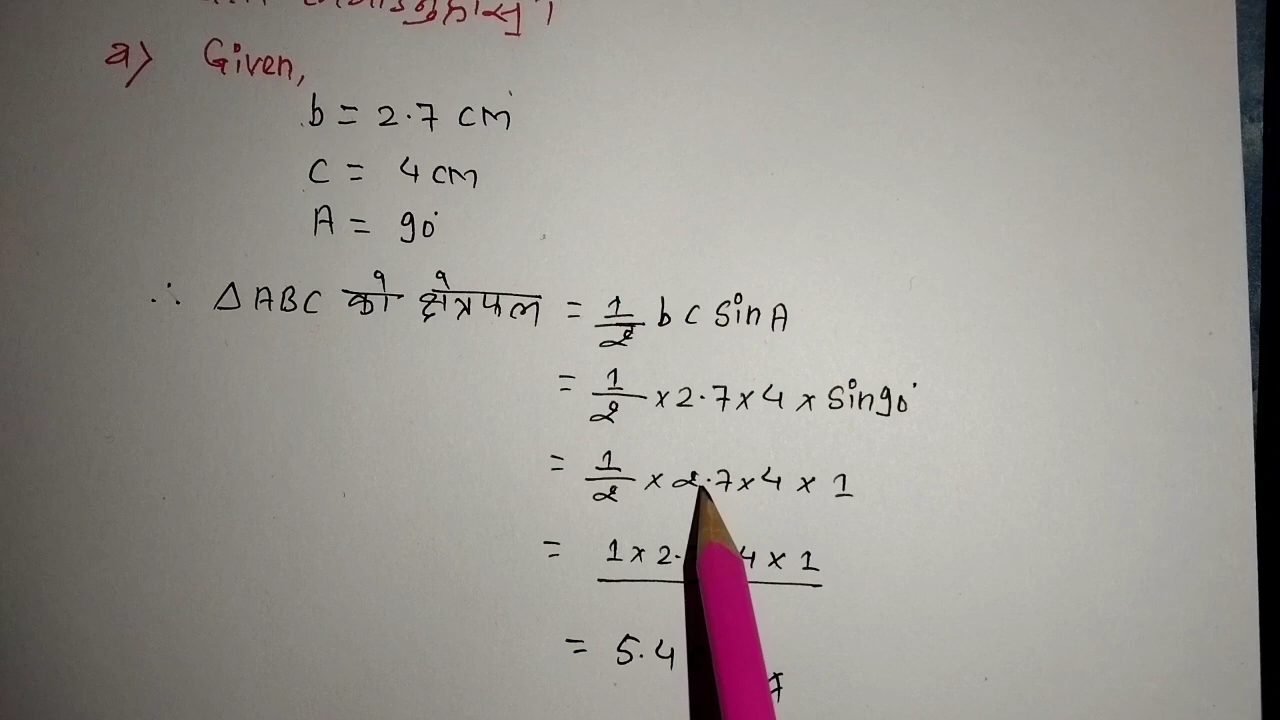 a) Given,
b = 2.7 cm
c = 4 cm
A = 90°
∴ △ABC को क्षेत्रफल = 1/2 bc sinA
= 1/2 × 2.7 × 4 × sin90°
= 1/2 × 2.7 × 4 × 1
= 1 × 2. 4 × 1
= 5.4